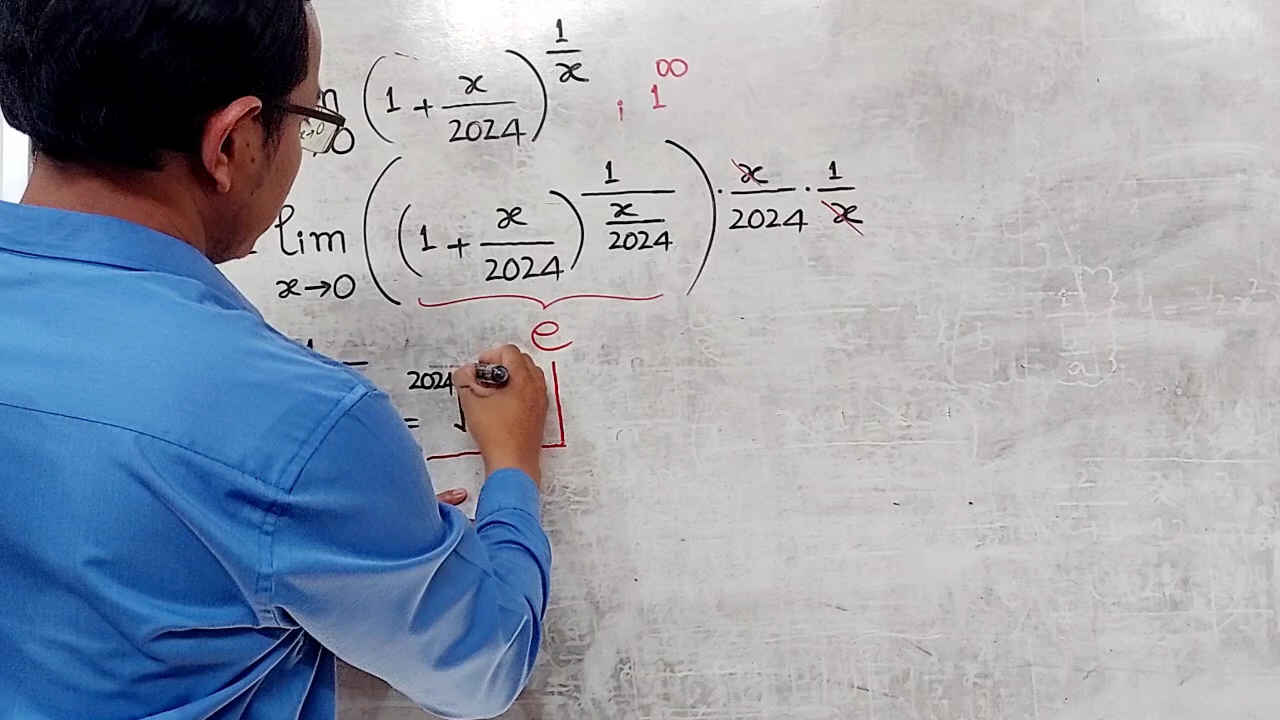 (1 + x/2024)^(1/x) , 1^∞
lim x→0 ((1 + x/2024)^(1/(x/2024))) · x/2024 · 1/x
e
= 2024√